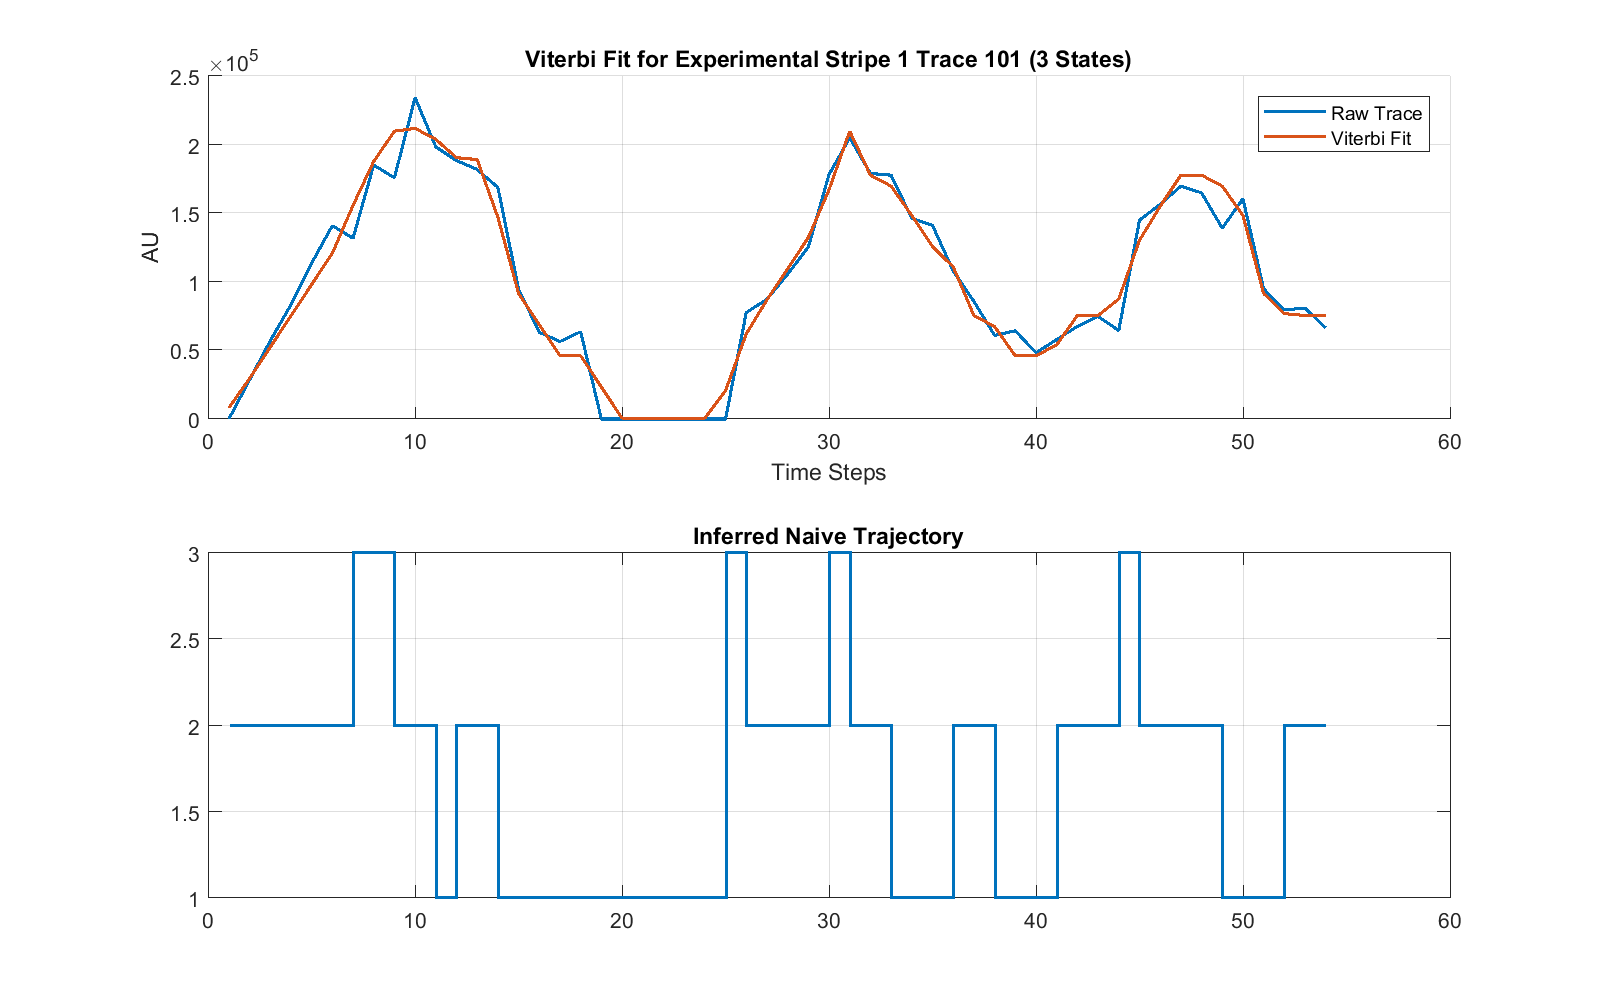 Viterbi Fit for Experimental Stripe 1 Trace 101 (3 States)
×10^5
2.5
2
1.5
1
0.5
0
AU
Raw Trace
Viterbi Fit
0 10 20 30 40 50 60
Time Steps
Inferred Naive Trajectory
3
2.5
2
1.5
1
0 10 20 30 40 50 60